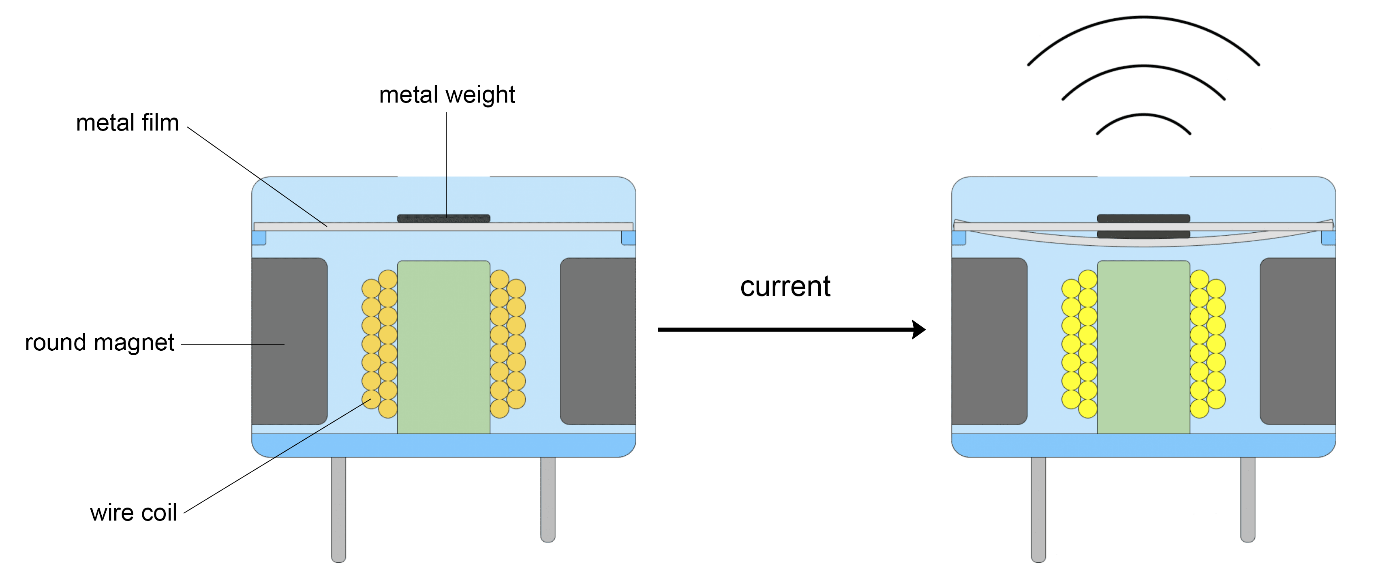 metal weight
metal film
current
round magnet
wire coil